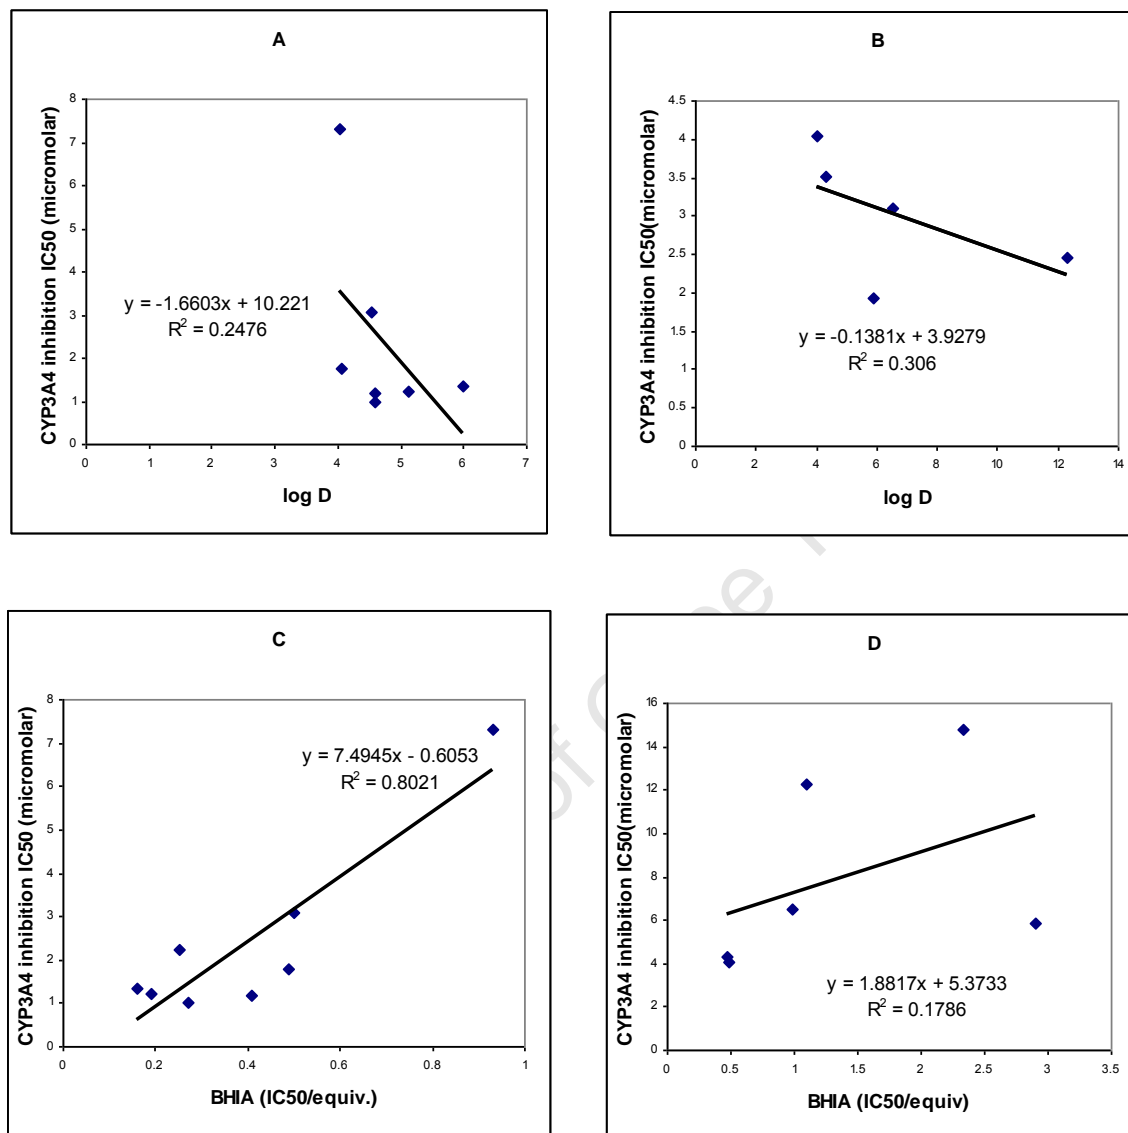 A
CYP3A4 inhibition IC50 (micromolar)
8
7
6
5
4
3
2
1
0
y = -1.6603x + 10.221
R² = 0.2476
0 1 2 3 4 5 6 7
log D
B
CYP3A4 inhibition IC50(micromolar)
4.5
4
3.5
3
2.5
2
1.5
1
0.5
0
y = -0.1381x + 3.9279
R² = 0.306
0 2 4 6 8 10 12 14
log D
C
CYP3A4 inhibition IC50 (micromolar)
8
7
6
5
4
3
2
1
0
y = 7.4945x - 0.6053
R² = 0.8021
0 0.2 0.4 0.6 0.8 1
BHIA (IC50/equiv.)
D
CYP3A4 inhibition IC50(micromolar)
16
14
12
10
8
6
4
2
0
y = 1.8817x + 5.3733
R² = 0.1786
0 0.5 1 1.5 2 2.5 3 3.5
BHIA (IC50/equiv)
of